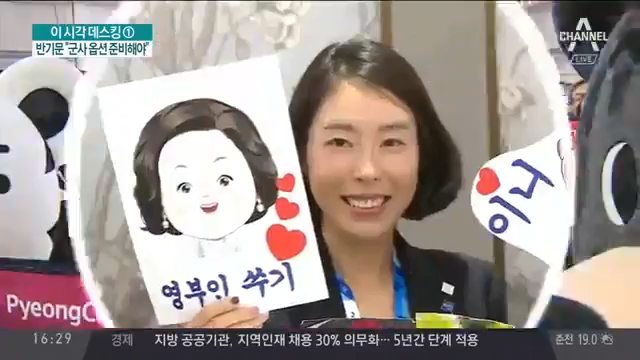 이 시각 데스킹①
반기문 "군사 옵션 준비해야"
CHANNEL A
LIVE
영부인 쑤기
이니
PyeongC
16:29 경제 지방 공공기관, 지역인재 채용 30% 의무화… 5년간 단계 적용 춘천 19.0